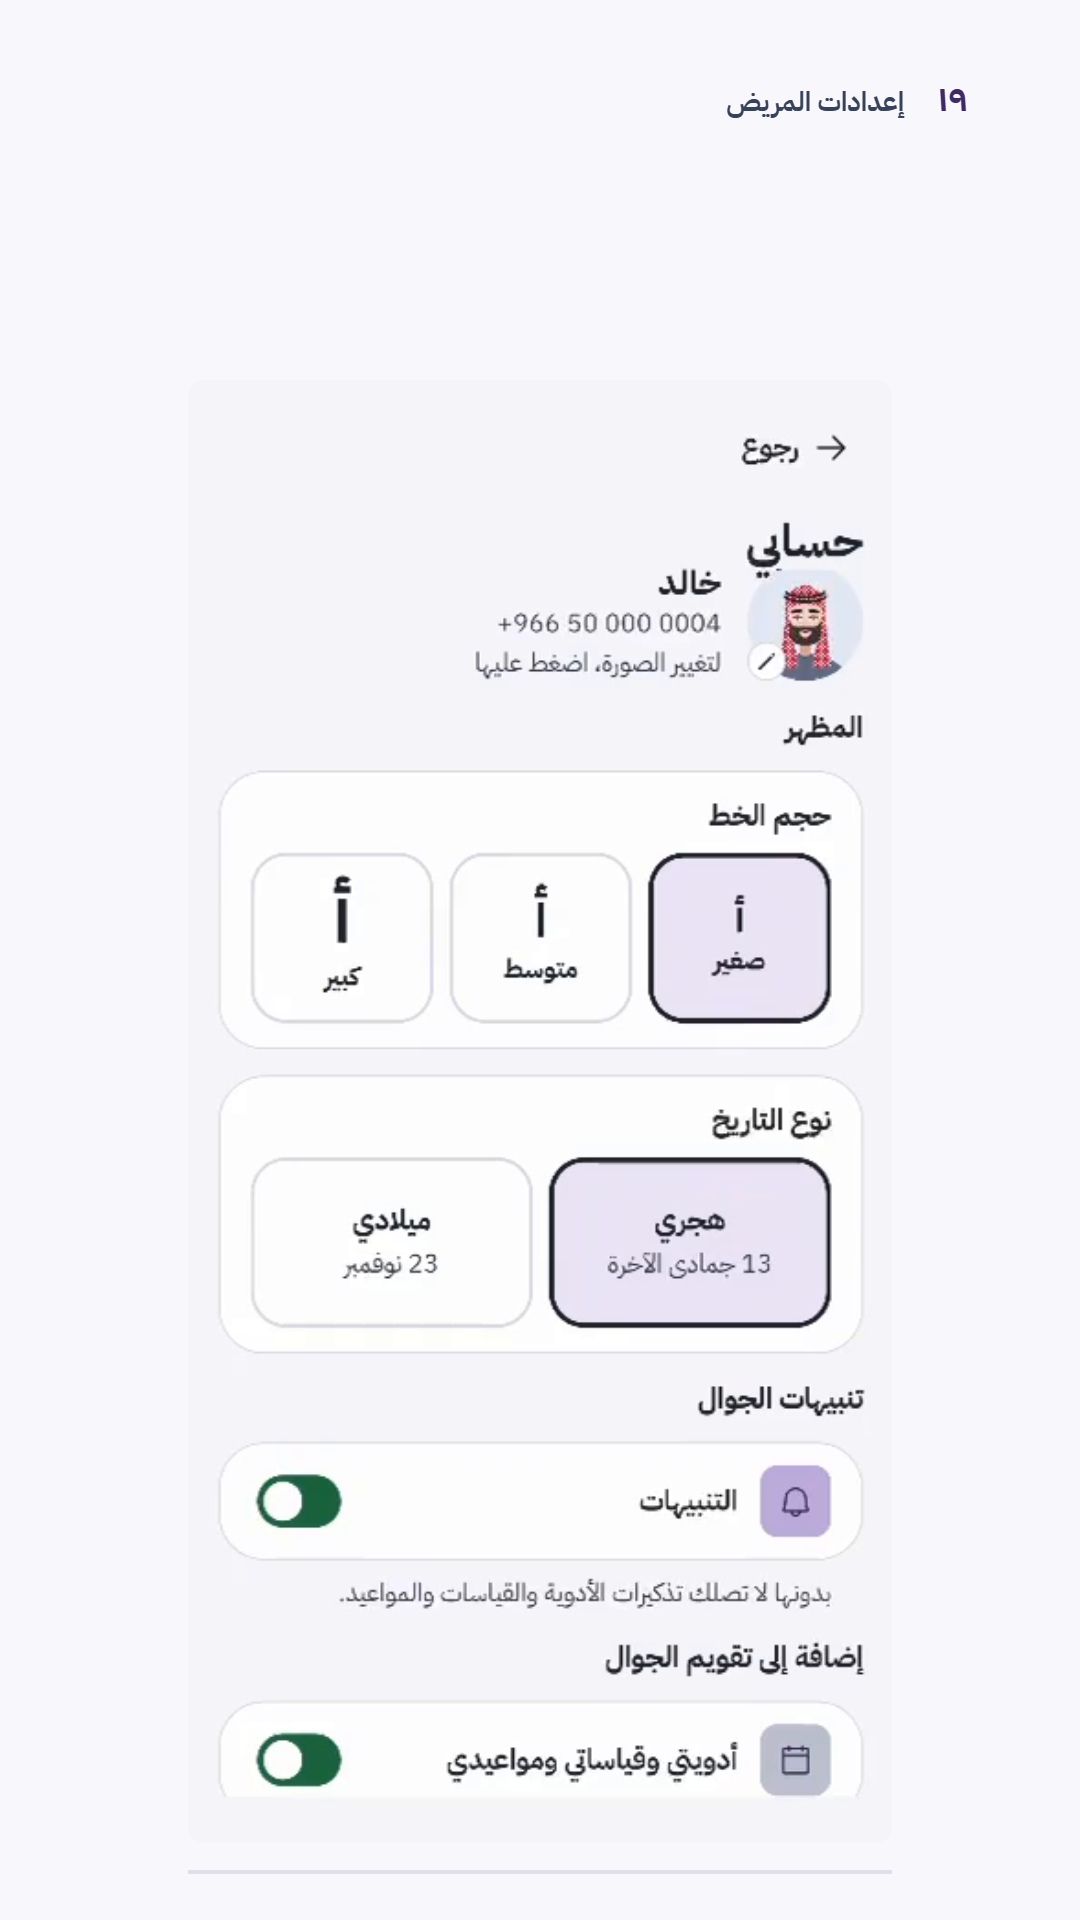 ١٩ إعدادات المريض
رجوع
حسابي
خالد
+966 50 000 0004
لتغيير الصورة، اضغط عليها
المظهر
حجم الخط
أ أ أ
صغير متوسط كبير
نوع التاريخ
هجري ميلادي
13 جمادى الآخرة 23 نوفمبر
تنبيهات الجوال
التنبيهات
بدونها لا تصلك تذكيرات الأدوية والقياسات والمواعيد.
إضافة إلى تقويم الجوال
أدويتي وقياساتي ومواعيدي